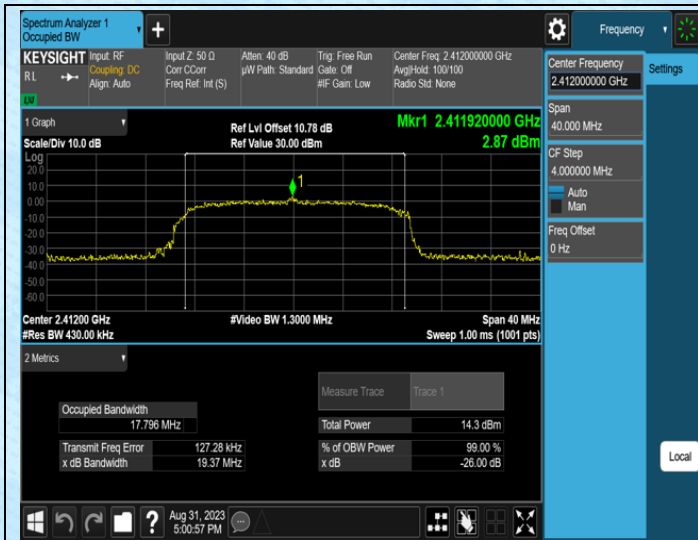 Spectrum Analyzer 1
Occupied BW
+
Frequency
KEYSIGHT
RL
LXI
Input: RF
Coupling: DC
Align: Auto
Input Z: 50 Ω
Corr CCorr
Freq Ref: Int (S)
Atten: 40 dB
µW Path: Standard
Trig: Free Run
Gate: Off
#IF Gain: Low
Center Freq: 2.412000000 GHz
Avg|Hold: 100/100
Radio Std: None
Center Frequency
2.412000000 GHz
Settings
Span
40.000 MHz
CF Step
4.000000 MHz
Auto
Man
Freq Offset
0 Hz
Local
1 Graph
Scale/Div 10.0 dB
Ref Lvl Offset 10.78 dB
Ref Value 30.00 dBm
Mkr1 2.411920000 GHz
2.87 dBm
Log
20.0
10.0
0.00
-10.0
-20.0
-30.0
-40.0
-50.0
-60.0
1
Center 2.41200 GHz
#Res BW 430.00 kHz
#Video BW 1.3000 MHz
Span 40 MHz
Sweep 1.00 ms (1001 pts)
2 Metrics
Measure Trace Trace 1
Occupied Bandwidth
17.796 MHz
Total Power 14.3 dBm
Transmit Freq Error 127.28 kHz
% of OBW Power 99.00 %
x dB Bandwidth 19.37 MHz
x dB -26.00 dB
?
Aug 31, 2023
5:00:57 PM